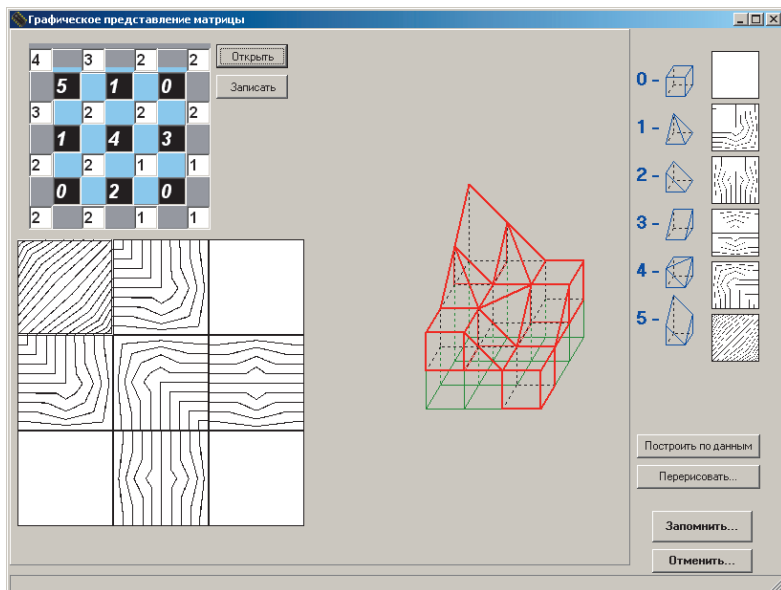 Графическое представление матрицы
4 3 2 2
5 1 0
3 2 2 2
1 4 3
2 2 1 1
0 2 0
2 2 1 1
Открыть
Записать
0 -
1 -
2 -
3 -
4 -
5 -
Построить по данным
Перерисовать...
Запомнить...
Отменить...